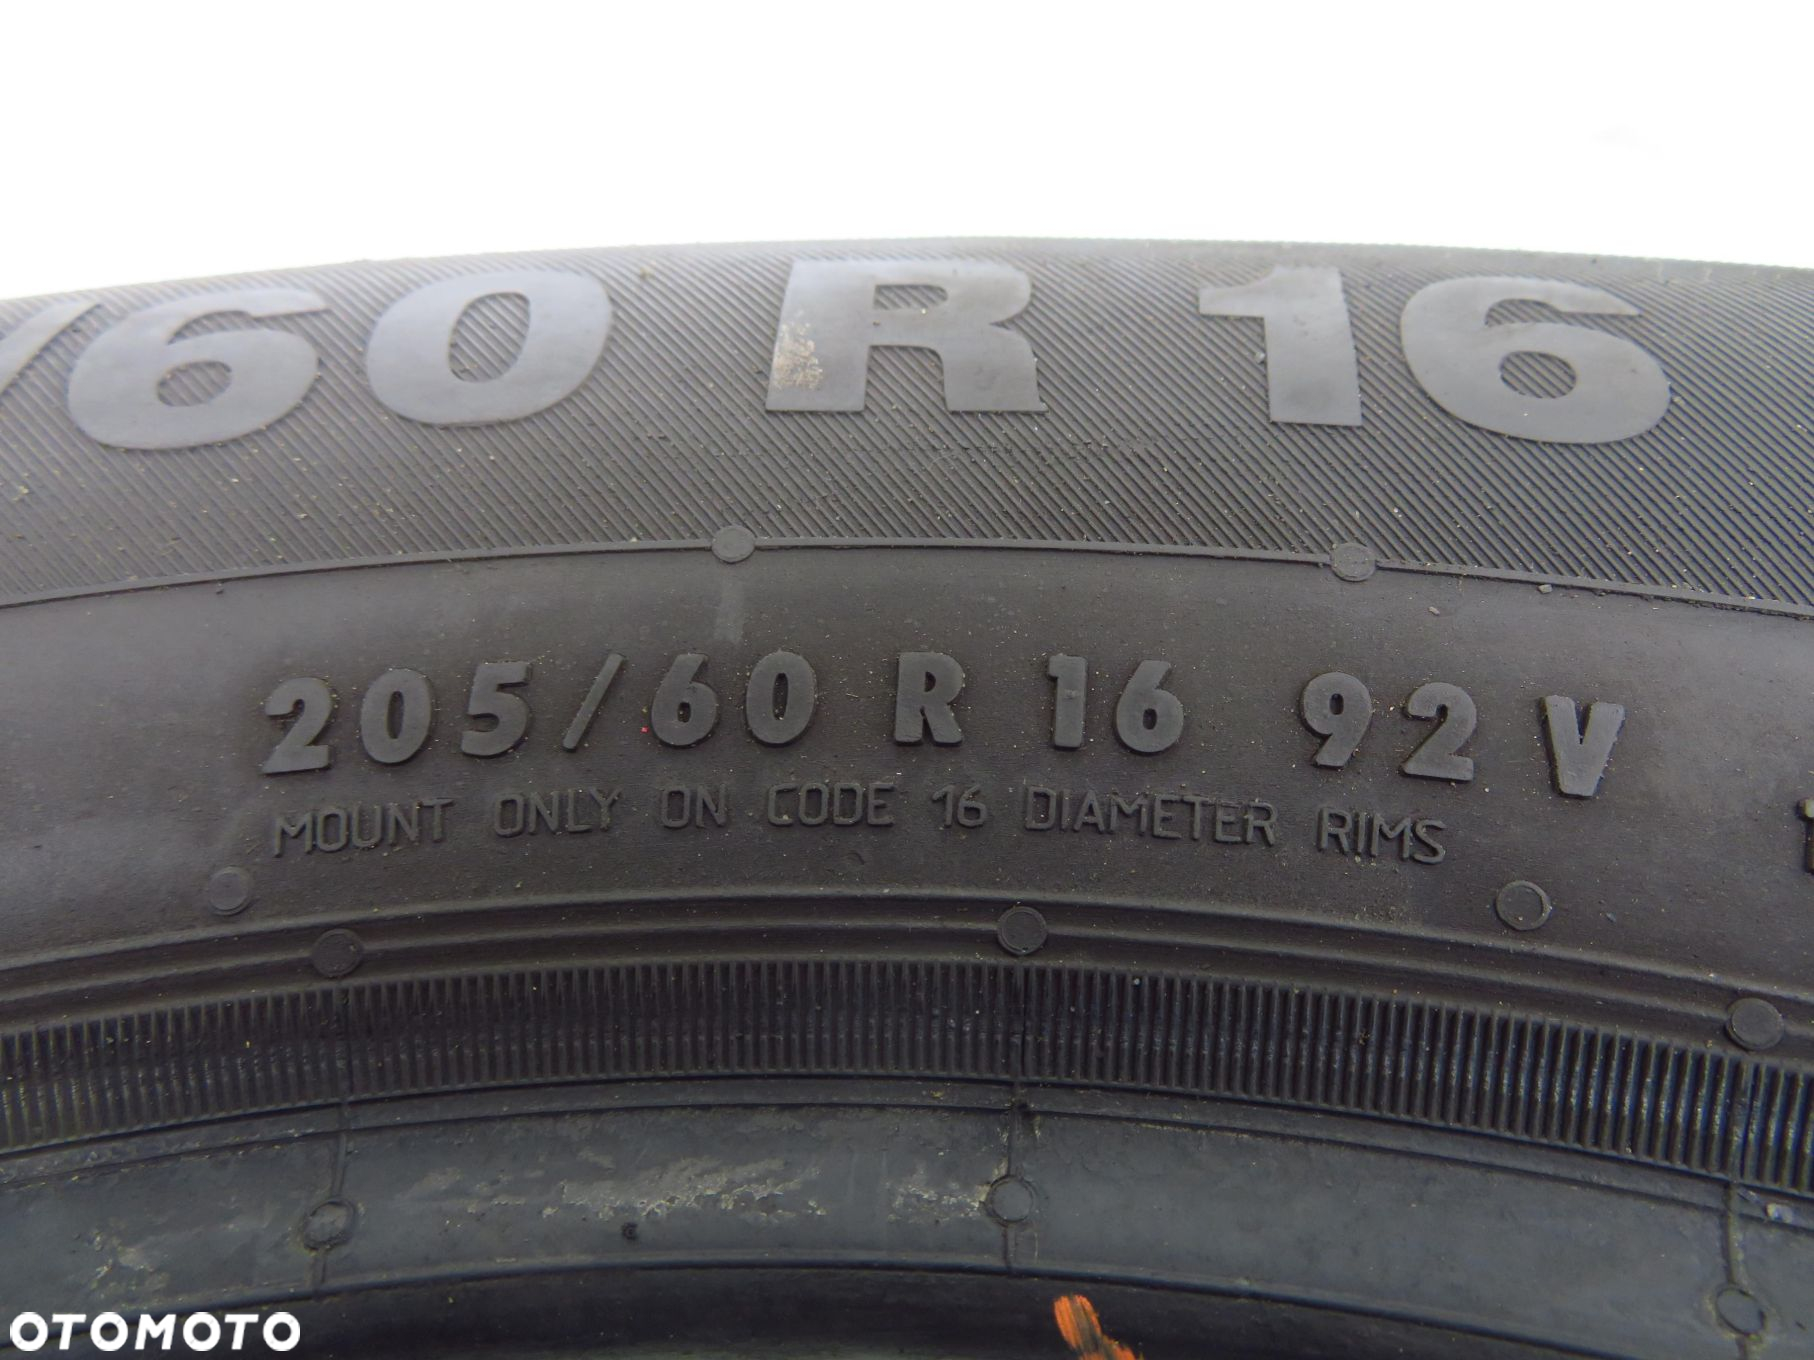 /60 R 16
205/60 R 16 92 V
MOUNT ONLY ON CODE 16 DIAMETER RIMS
OTOMOTO